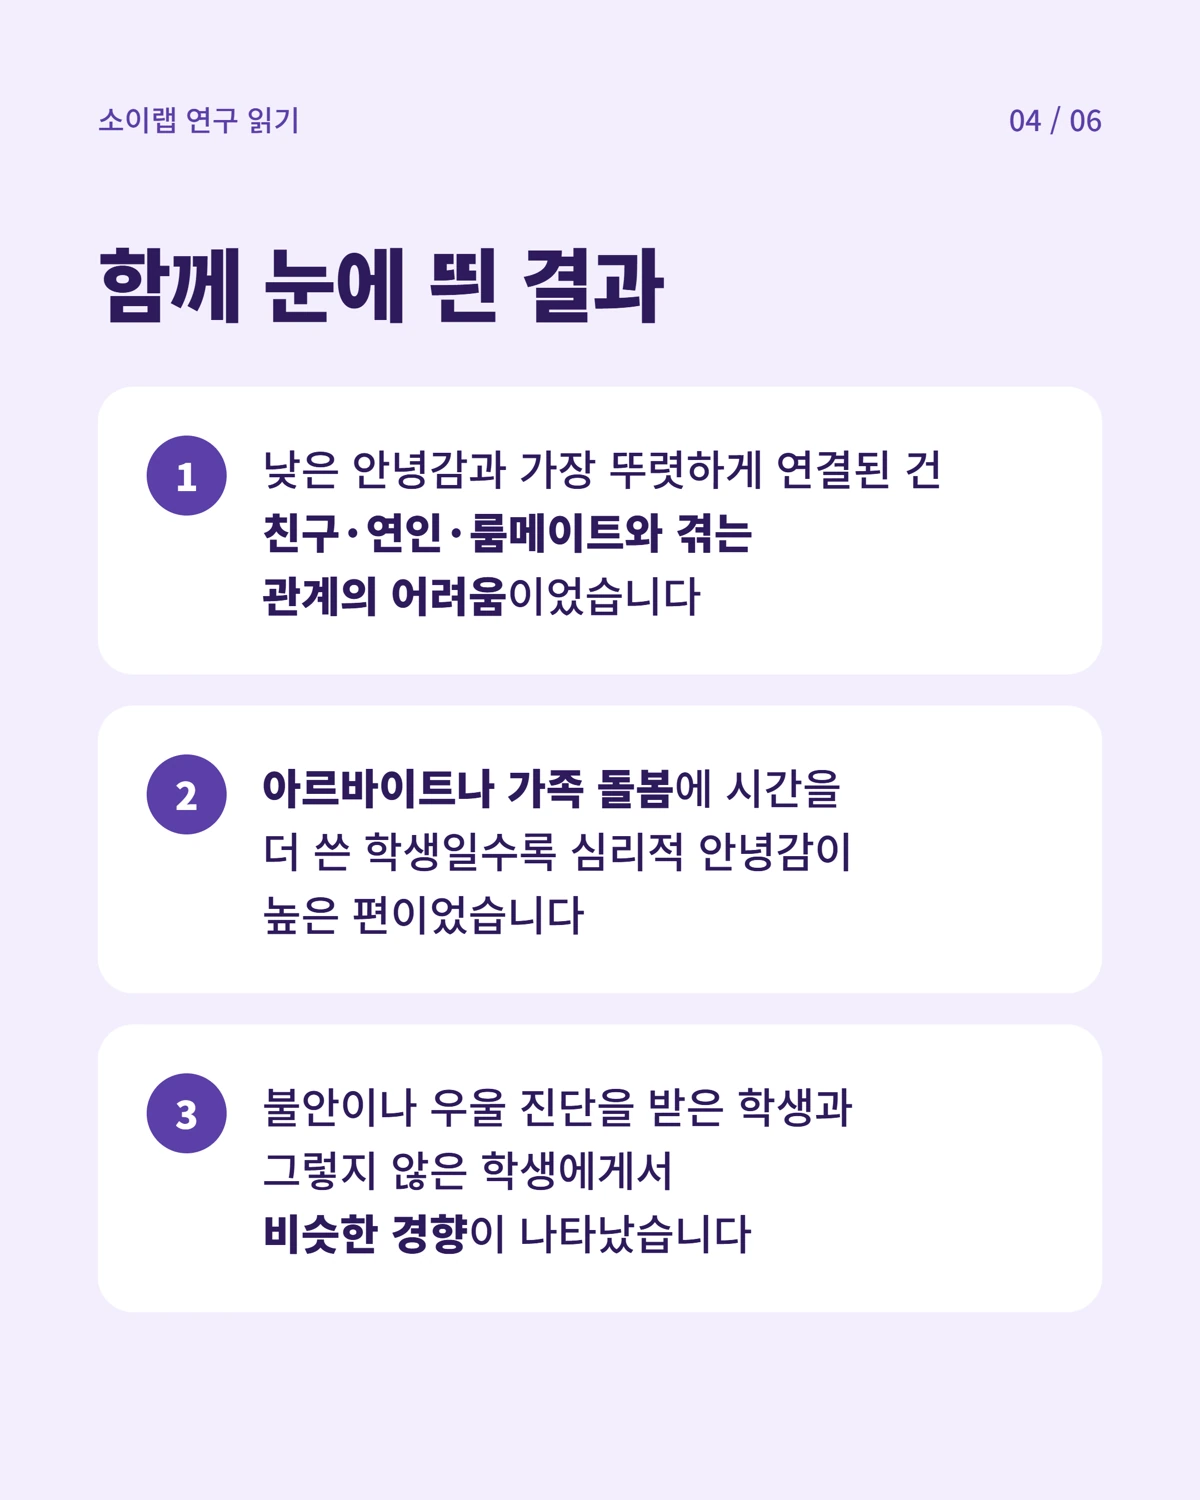 소이랩 연구 읽기
04 / 06
함께 눈에 띈 결과
1
낮은 안녕감과 가장 뚜렷하게 연결된 건
친구·연인·룸메이트와 겪는
관계의 어려움이었습니다
2
아르바이트나 가족 돌봄에 시간을
더 쓴 학생일수록 심리적 안녕감이
높은 편이었습니다
3
불안이나 우울 진단을 받은 학생과
그렇지 않은 학생에게서
비슷한 경향이 나타났습니다